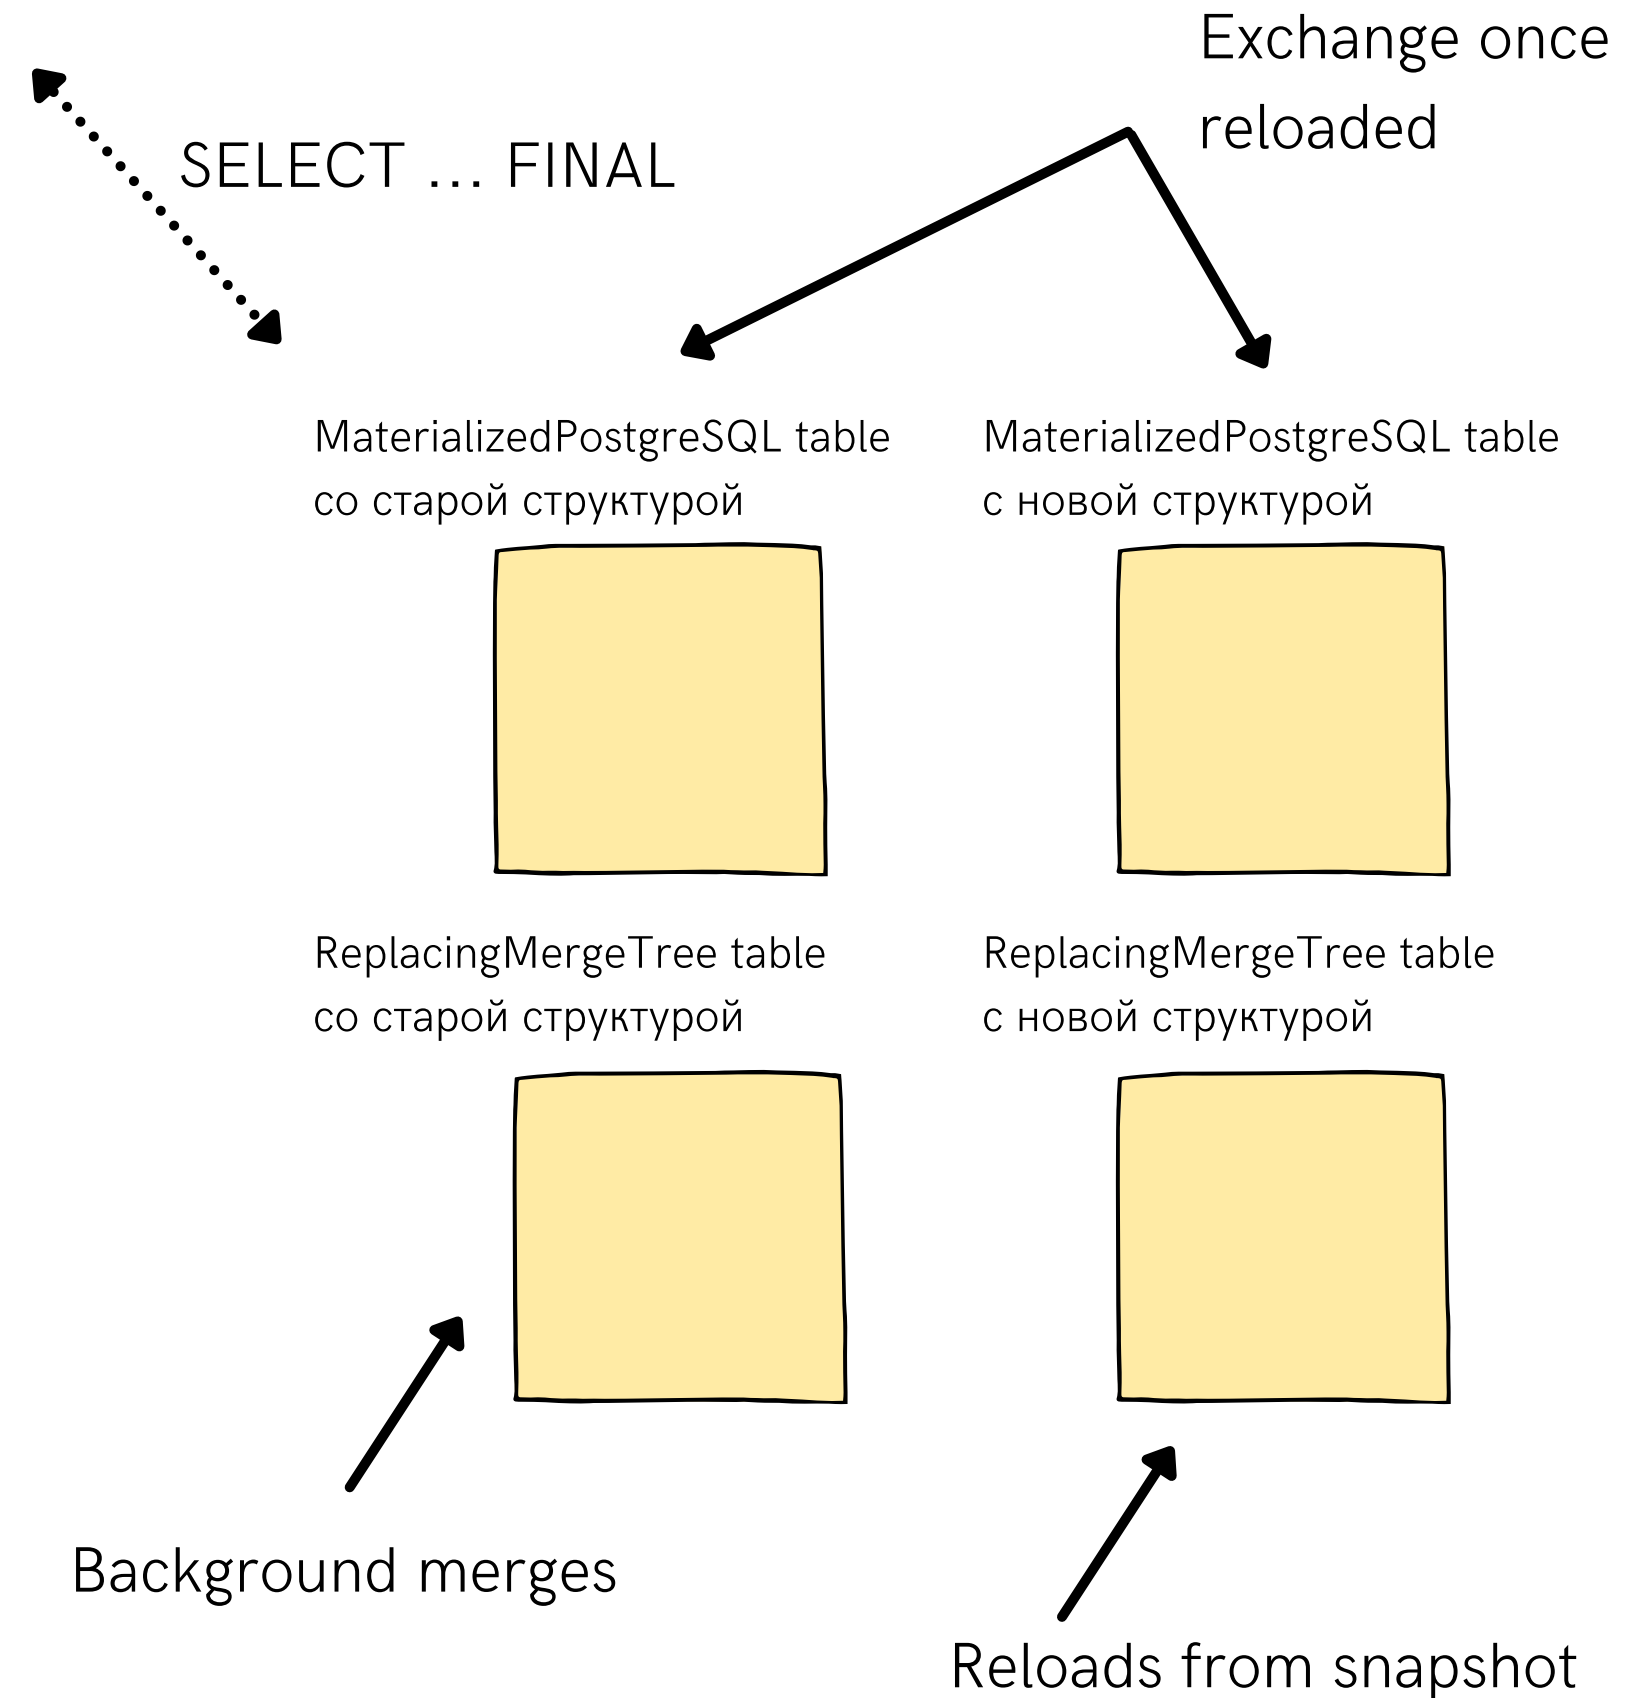 Exchange once
reloaded
SELECT ... FINAL
MaterializedPostgreSQL table
со старой структурой
MaterializedPostgreSQL table
с новой структурой
ReplacingMergeTree table
со старой структурой
ReplacingMergeTree table
с новой структурой
Background merges
Reloads from snapshot